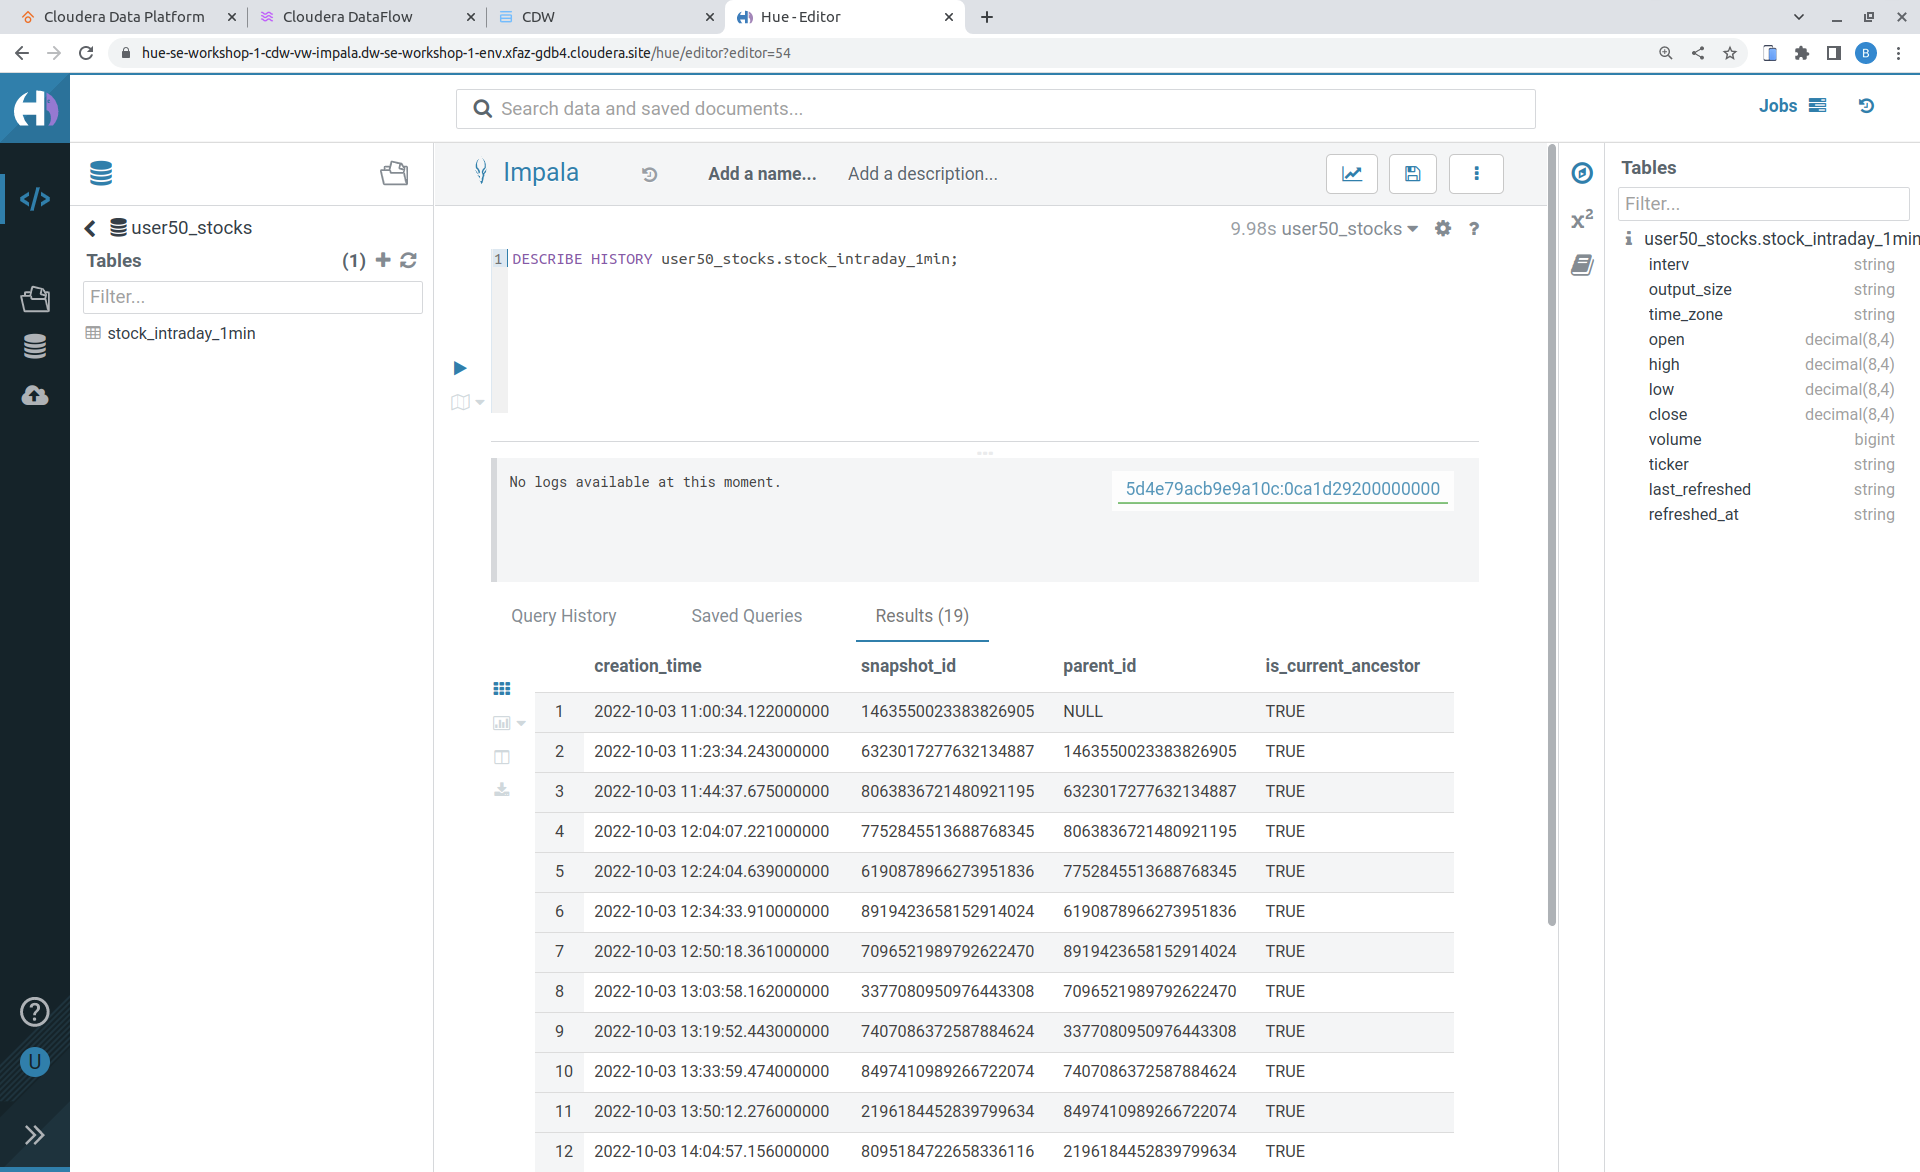 Cloudera Data Platform
Cloudera DataFlow
CDW
Hue - Editor
hue-se-workshop-1-cdw-vw-impala.dw-se-workshop-1-env.xfaz-gdb4.cloudera.site/hue/editor?editor=54
B
Search data and saved documents...
Jobs
Impala
Add a name...
Add a description...
user50_stocks
Tables (1)
Filter...
stock_intraday_1min
9.98s user50_stocks ?
1 DESCRIBE HISTORY user50_stocks.stock_intraday_1min;
No logs available at this moment.
5d4e79acb9e9a10c:0ca1d29200000000
Query History Saved Queries Results (19)
creation_time snapshot_id parent_id is_current_ancestor
1 2022-10-03 11:00:34.122000000 1463550023383826905 NULL TRUE
2 2022-10-03 11:23:34.243000000 6323017277632134887 1463550023383826905 TRUE
3 2022-10-03 11:44:37.675000000 8063836721480921195 6323017277632134887 TRUE
4 2022-10-03 12:04:07.221000000 7752845513688768345 8063836721480921195 TRUE
5 2022-10-03 12:24:04.639000000 6190878966273951836 7752845513688768345 TRUE
6 2022-10-03 12:34:33.910000000 8919423658152914024 6190878966273951836 TRUE
7 2022-10-03 12:50:18.361000000 7096521989792622470 8919423658152914024 TRUE
8 2022-10-03 13:03:58.162000000 3377080950976443308 7096521989792622470 TRUE
9 2022-10-03 13:19:52.443000000 7407086372587884624 3377080950976443308 TRUE
10 2022-10-03 13:33:59.474000000 8497410989266722074 7407086372587884624 TRUE
11 2022-10-03 13:50:12.276000000 2196184452839799634 8497410989266722074 TRUE
12 2022-10-03 14:04:57.156000000 8095184722658336116 2196184452839799634 TRUE
x²
Tables
Filter...
user50_stocks.stock_intraday_1min
interv string
output_size string
time_zone string
open decimal(8,4)
high decimal(8,4)
low decimal(8,4)
close decimal(8,4)
volume bigint
ticker string
last_refreshed string
refreshed_at string
?
U